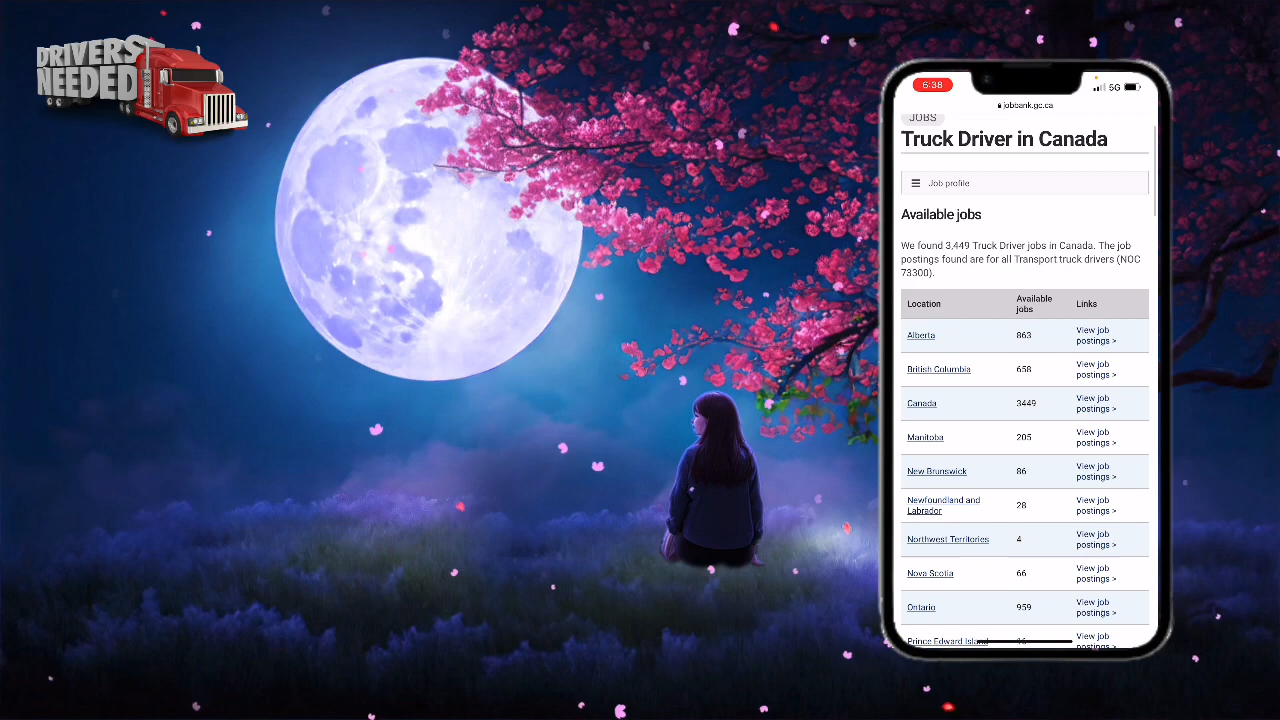 DRIVERS
NEEDED
5:38
5G
jobbank.gc.ca
JOBS
Truck Driver in Canada
Job profile
Available jobs
We found 3,449 Truck Driver jobs in Canada. The job
postings found are for all Transport truck drivers (NOC
73300).
Location Available jobs Links
Alberta 863 View job postings >
British Columbia 658 View job postings >
Canada 3449 View job postings >
Manitoba 205 View job postings >
New Brunswick 86 View job postings >
Newfoundland and Labrador 28 View job postings >
Northwest Territories 4 View job postings >
Nova Scotia 66 View job postings >
Ontario 959 View job postings >
Prince Edward Island View job postings >